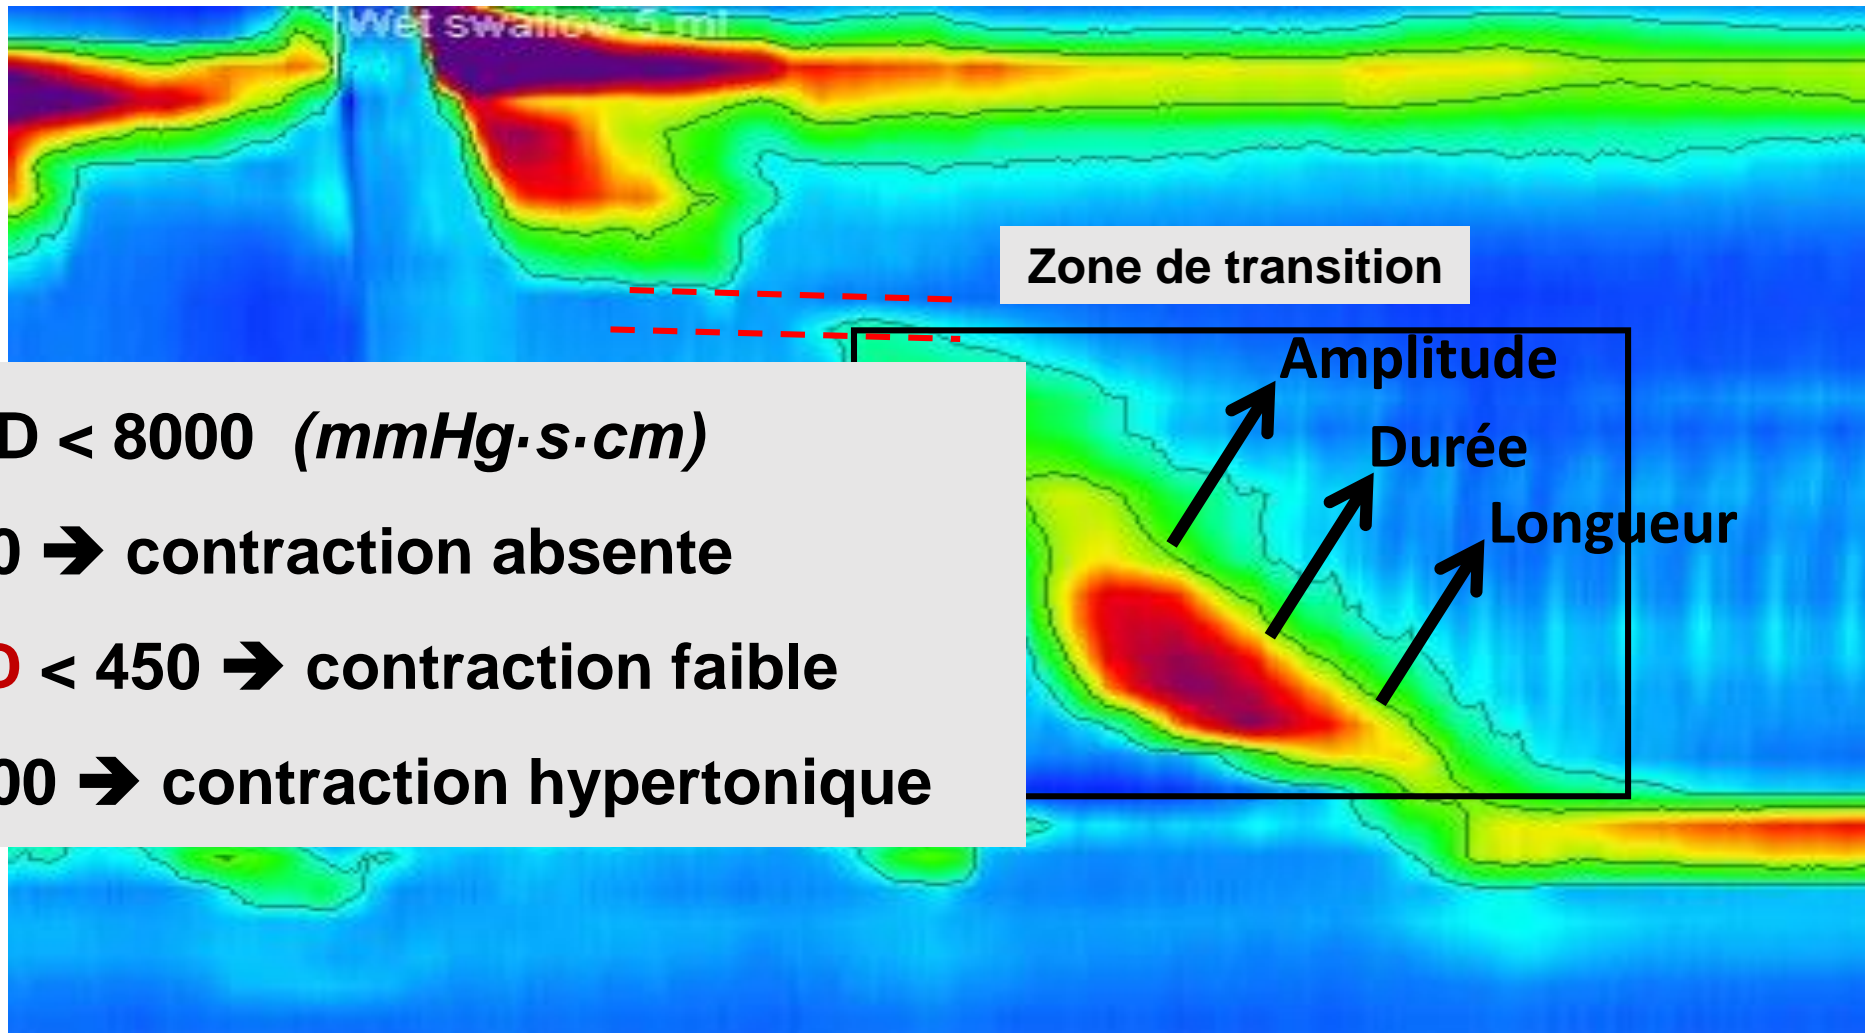 Wet swallow 5 ml
Zone de transition
Amplitude
Durée
Longueur
D < 8000 (mmHg·s·cm)
0 ➔ contraction absente
D < 450 ➔ contraction faible
00 ➔ contraction hypertonique